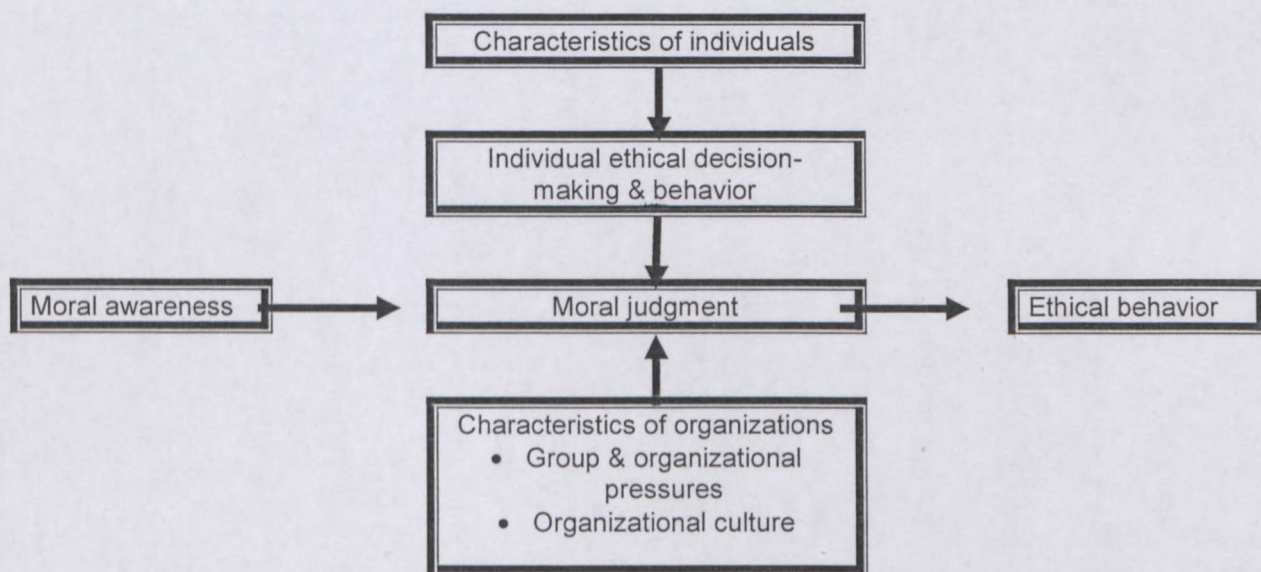 Characteristics of individuals
Individual ethical decision-
making & behavior
Moral awareness
Moral judgment
Ethical behavior
Characteristics of organizations
• Group & organizational
pressures
• Organizational culture